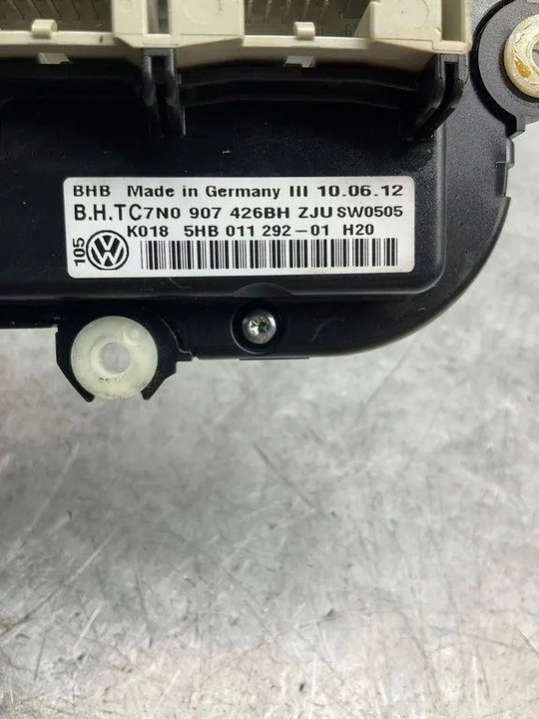 BHB Made in Germany III 10.06.12
B.H.TC7N0 907 426BH ZJU SW0505
K018 5HB 011 292-01 H20
105